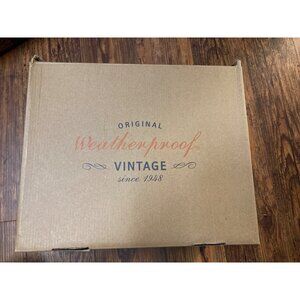 ORIGINAL
Weatherproof
VINTAGE
since 1948